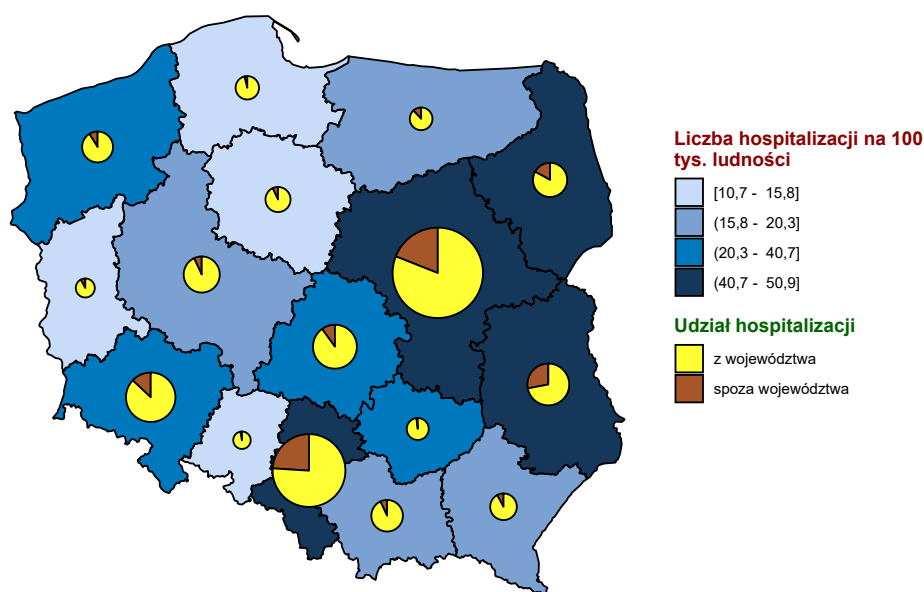 Liczba hospitalizacji na 100
tys. ludności
[10,7 - 15,8]
(15,8 - 20,3]
(20,3 - 40,7]
(40,7 - 50,9]
Udział hospitalizacji
z województwa
spoza województwa